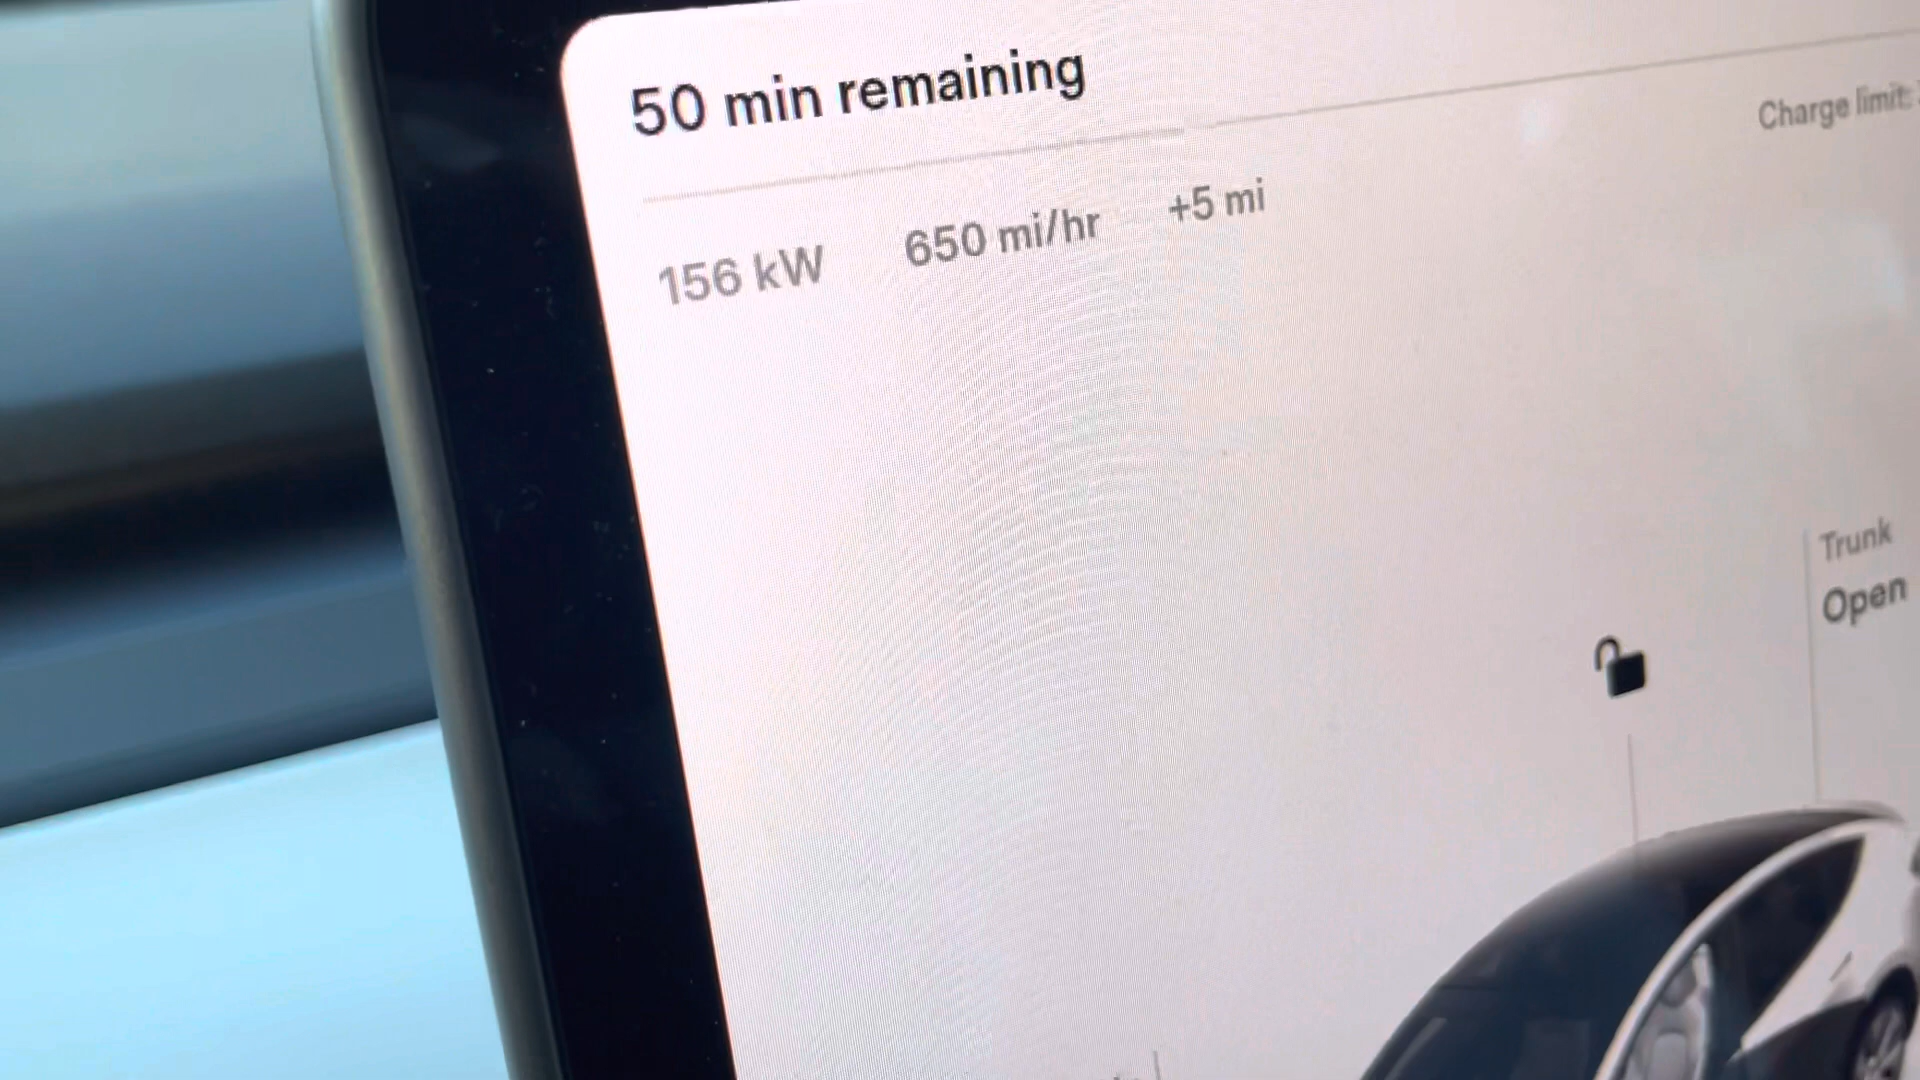 50 min remaining
Charge limit:
156 kW 650 mi/hr +5 mi
Trunk
Open